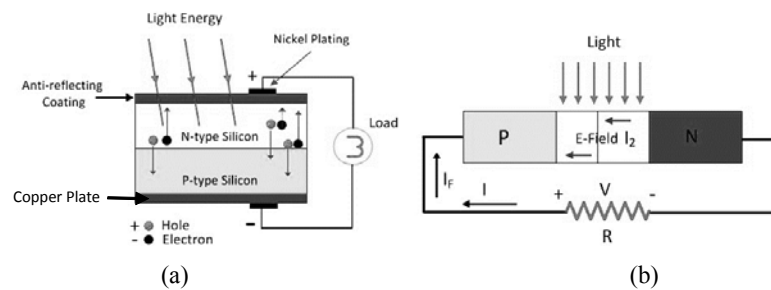 Light Energy
Nickel Plating
+
Anti-reflecting
Coating
N-type Silicon
Load
P-type Silicon
Copper Plate
–
+ Hole
– Electron
(a)
Light
P
E-Field
I₂
N
I_F
I
+ V -
R
(b)